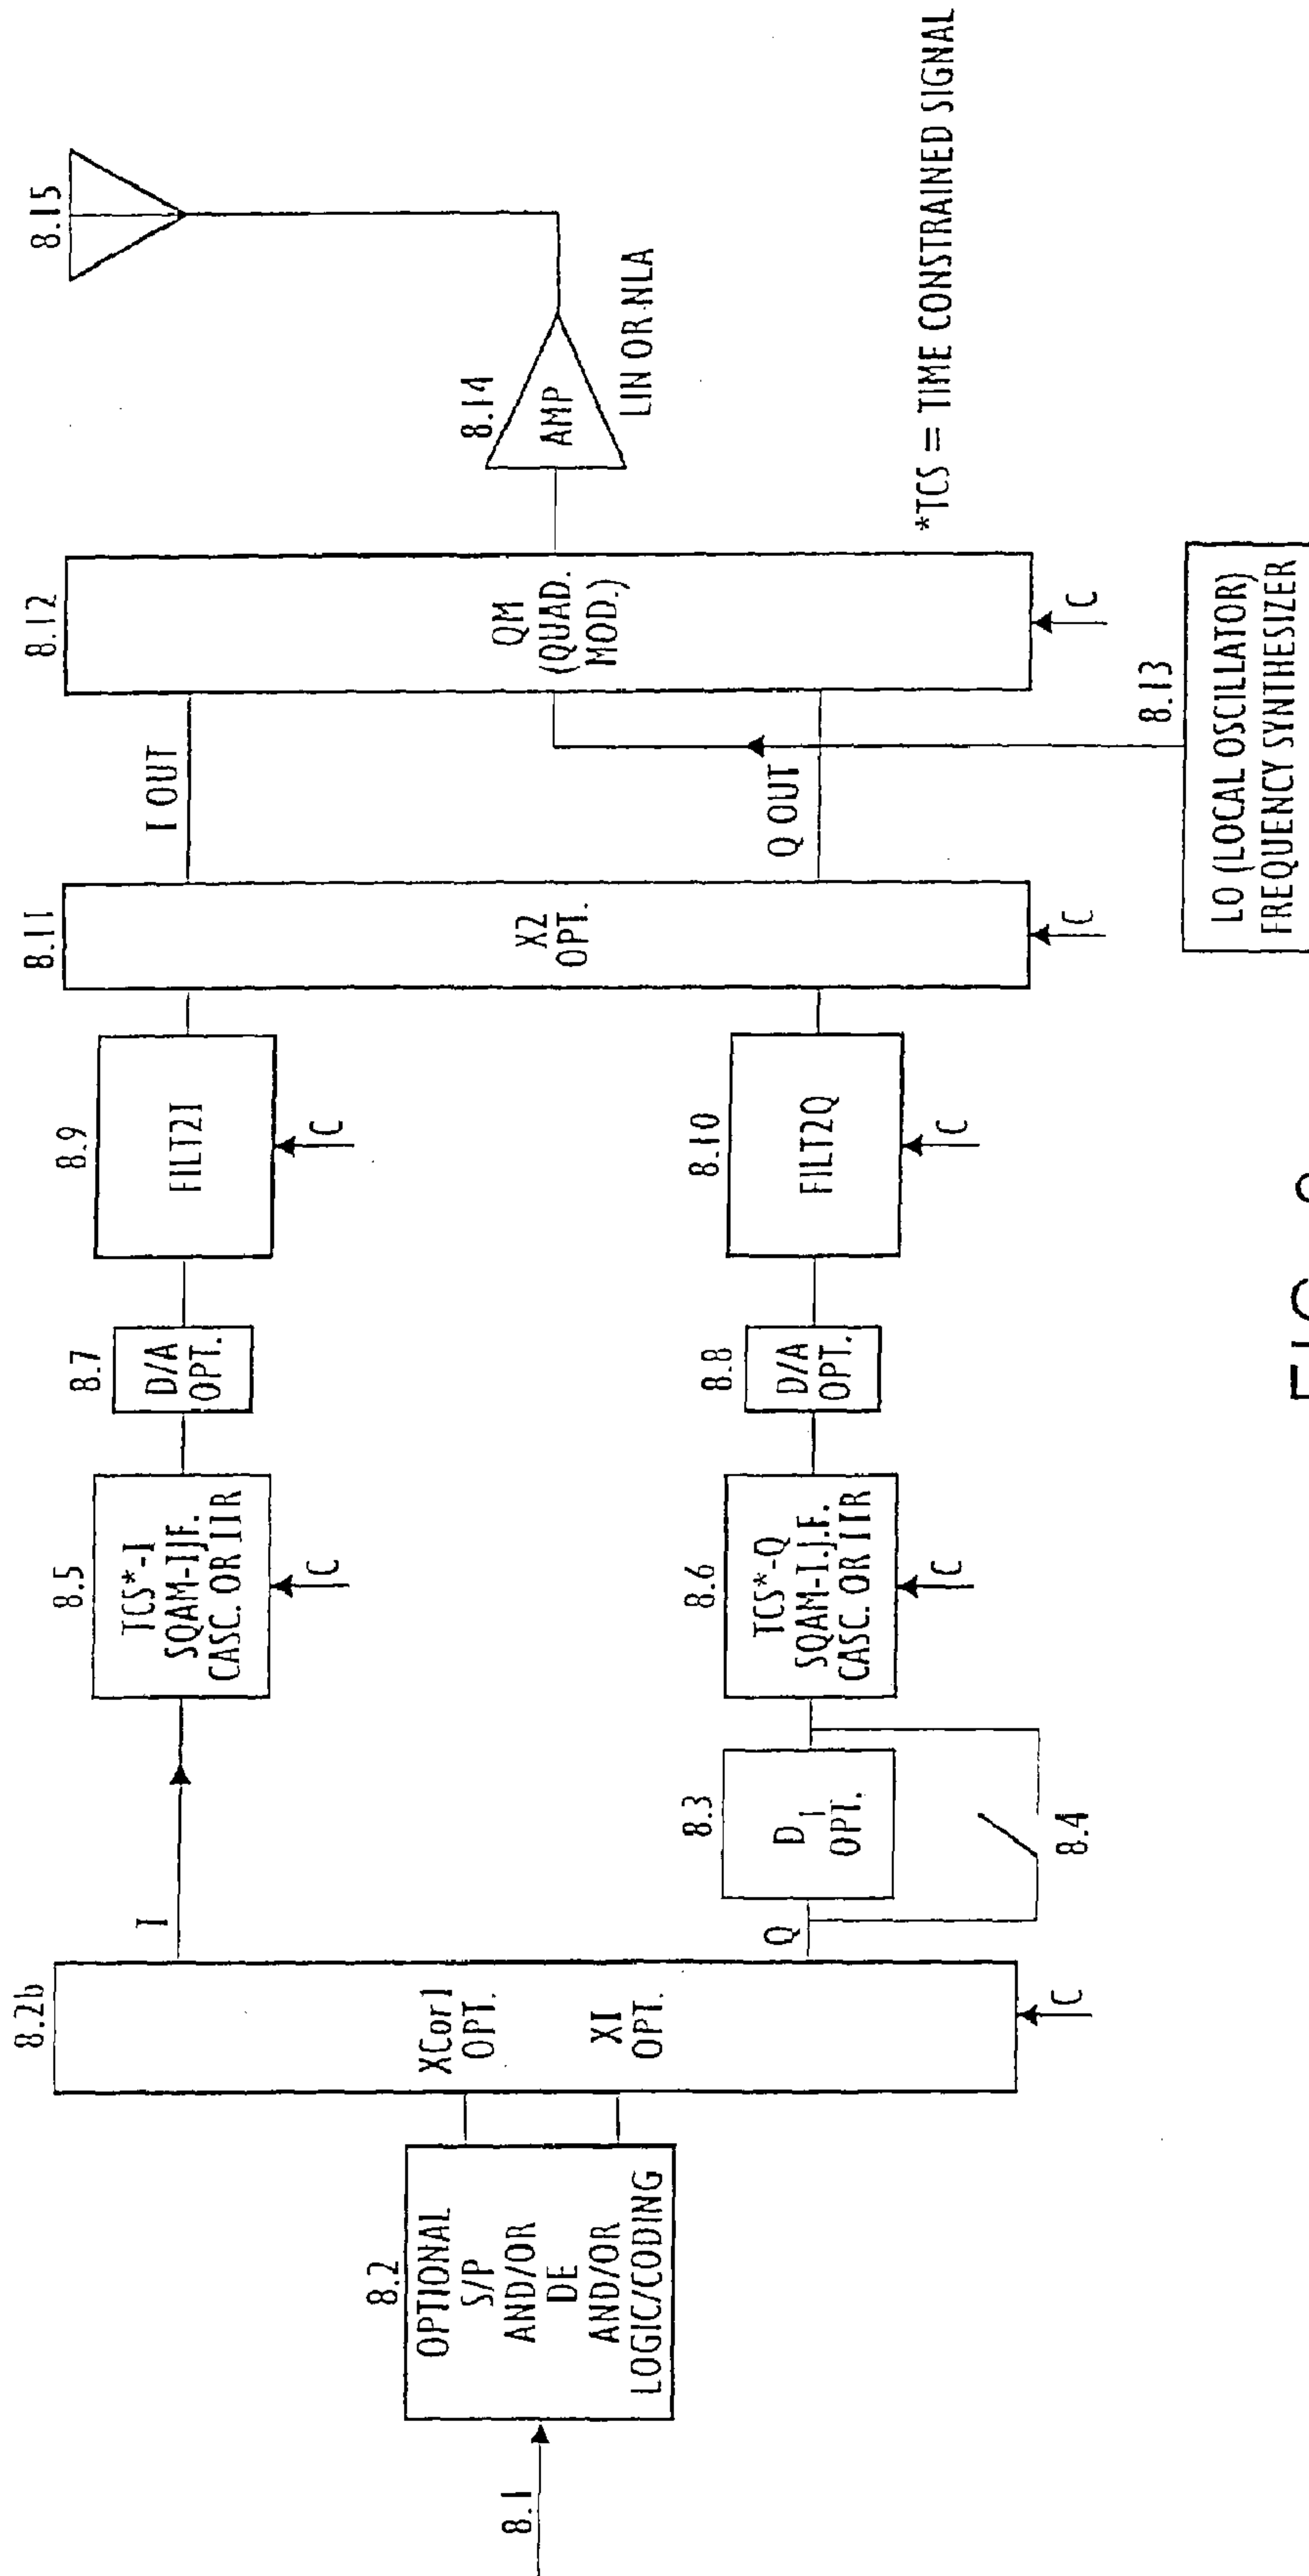 8.1
8.2
OPTIONAL
S/P
AND/OR
DE
AND/OR
LOGIC/CODING
8.2b
XCor1
OPT.
X1
OPT.
C
I
Q
8.3
D1
OPT.
8.4
8.5
TCS*-I
SQAM-IJF.
CASC. OR IIR
C
8.6
TCS*-Q
SQAM-I.J.F.
CASC. OR IIR
C
8.7
D/A
OPT.
8.8
D/A
OPT.
8.9
FILT2I
C
8.10
FILT2Q
C
8.11
X2
OPT.
C
I OUT
Q OUT
8.12
QM
(QUAD.
MOD.)
C
8.13
LO (LOCAL OSCILLATOR)
FREQUENCY SYNTHESIZER
8.14
AMP
LIN OR NLA
8.15
*TCS = TIME CONSTRAINED SIGNAL